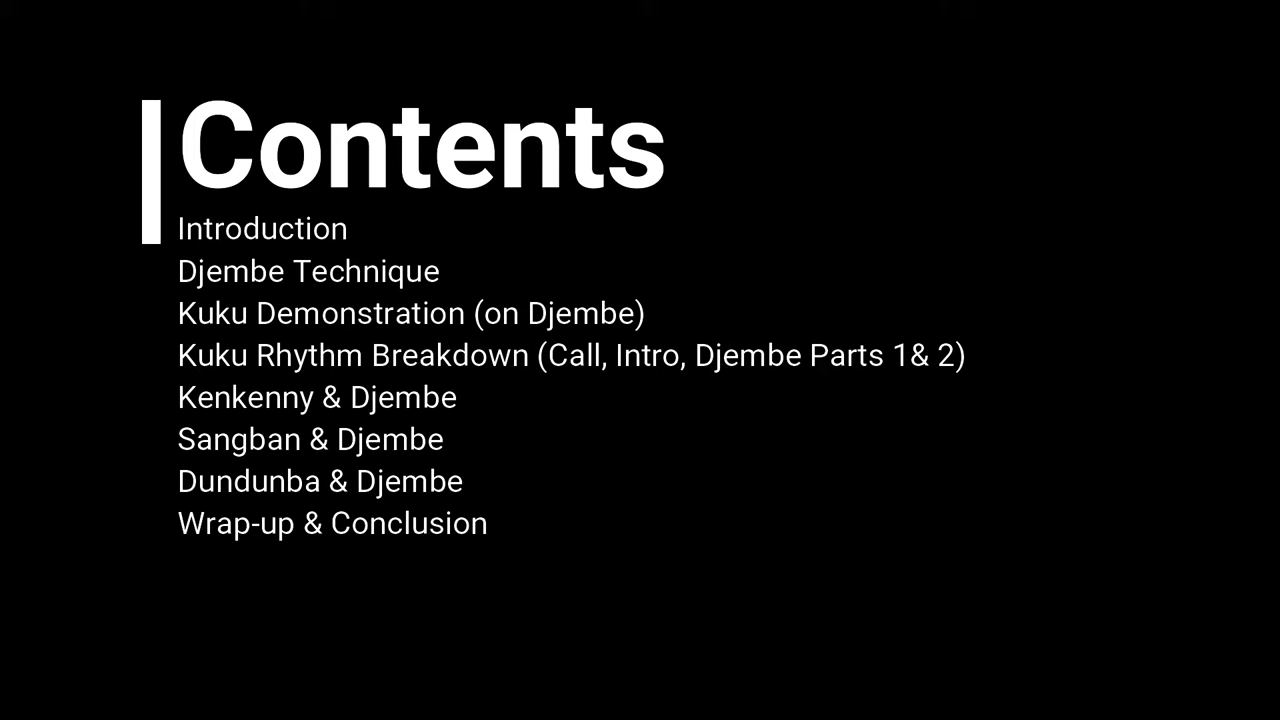 Contents
Introduction
Djembe Technique
Kuku Demonstration (on Djembe)
Kuku Rhythm Breakdown (Call, Intro, Djembe Parts 1& 2)
Kenkenny & Djembe
Sangban & Djembe
Dundunba & Djembe
Wrap-up & Conclusion